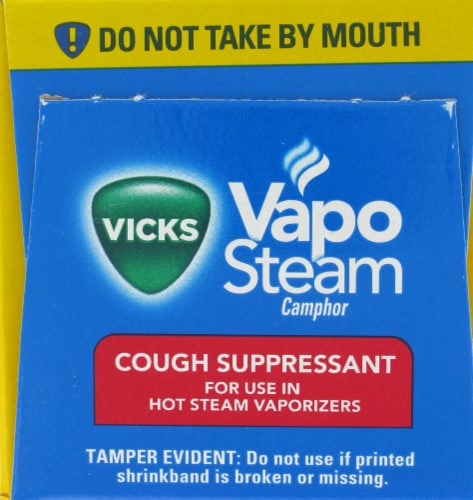 DO NOT TAKE BY MOUTH
VICKS
Vapo
Steam
Camphor
COUGH SUPPRESSANT
FOR USE IN
HOT STEAM VAPORIZERS
TAMPER EVIDENT: Do not use if printed
shrinkband is broken or missing.